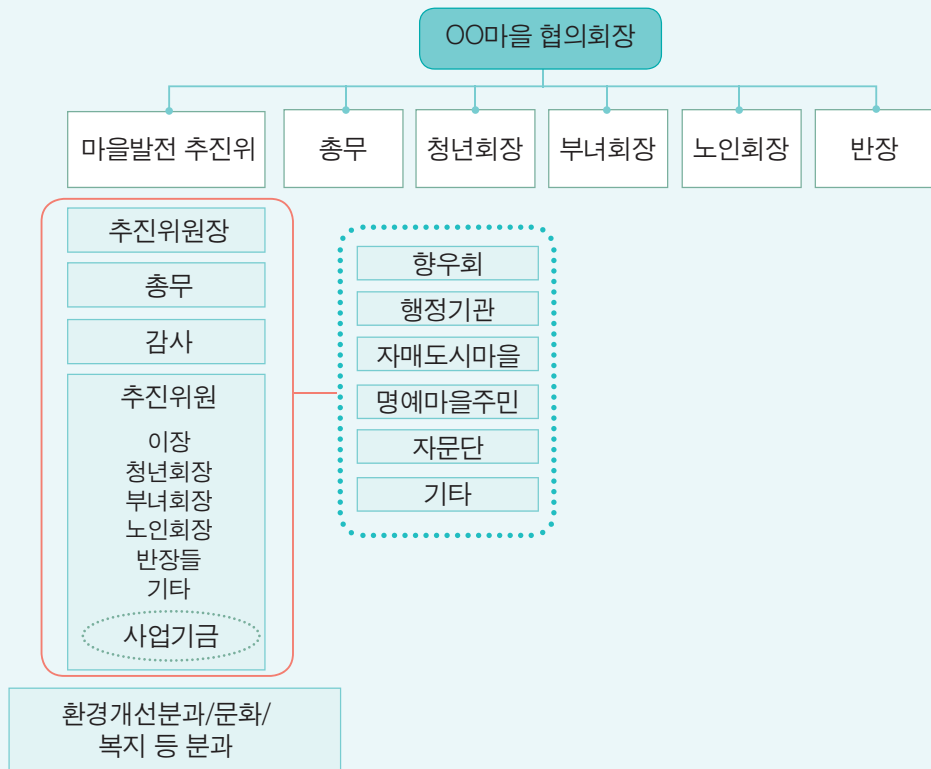 OO마을 협의회장
마을발전 추진위
총무
청년회장
부녀회장
노인회장
반장
추진위원장
총무
감사
추진위원
이장
청년회장
부녀회장
노인회장
반장들
기타
사업기금
향우회
행정기관
자매도시마을
명예마을주민
자문단
기타
환경개선분과/문화/
복지 등 분과